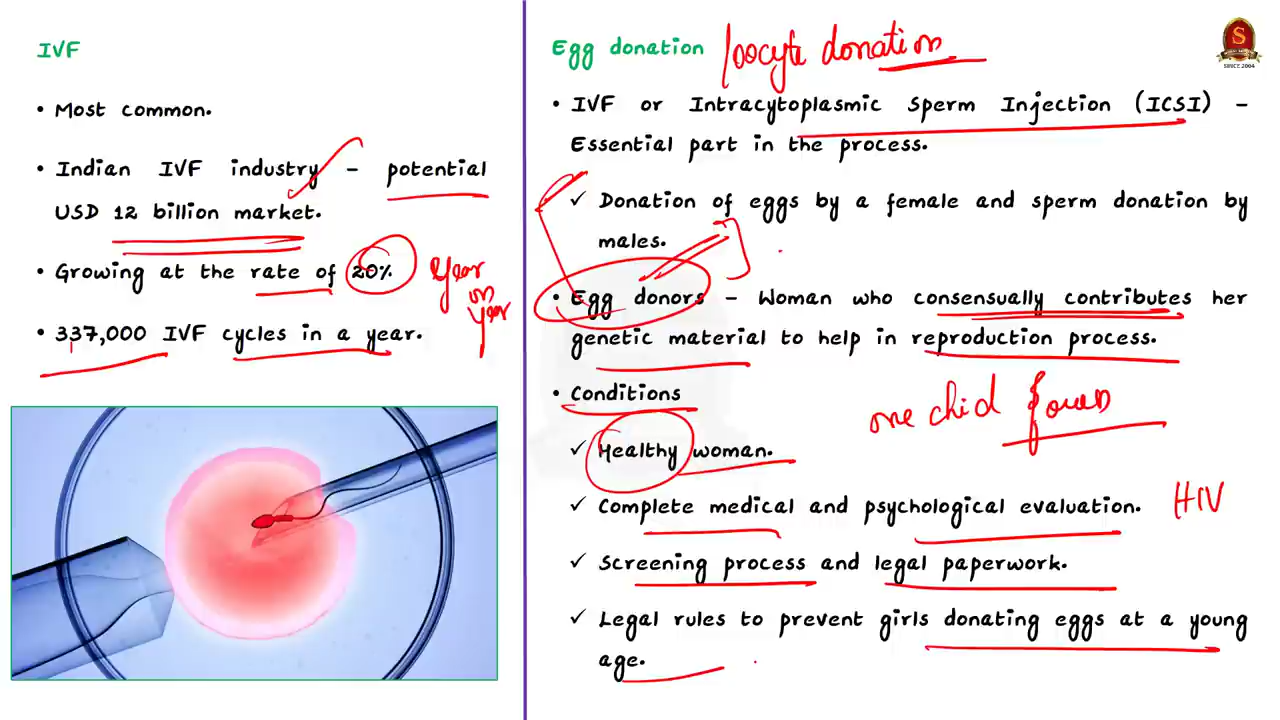 IVF
• Most common.
• Indian IVF industry – potential
USD 12 billion market.
• Growing at the rate of 20%
Year
on
year
• 337,000 IVF cycles in a year.
Egg donation /oocyte donation
• IVF or Intracytoplasmic Sperm Injection (ICSI) –
Essential part in the process.
✓ Donation of eggs by a female and sperm donation by
males.
• Egg donors – Woman who consensually contributes her
genetic material to help in reproduction process.
• Conditions
one chid
✓ Healthy woman.
✓ Complete medical and psychological evaluation. HIV
✓ Screening process and legal paperwork.
✓ Legal rules to prevent girls donating eggs at a young
age.
S
SINCE 2004